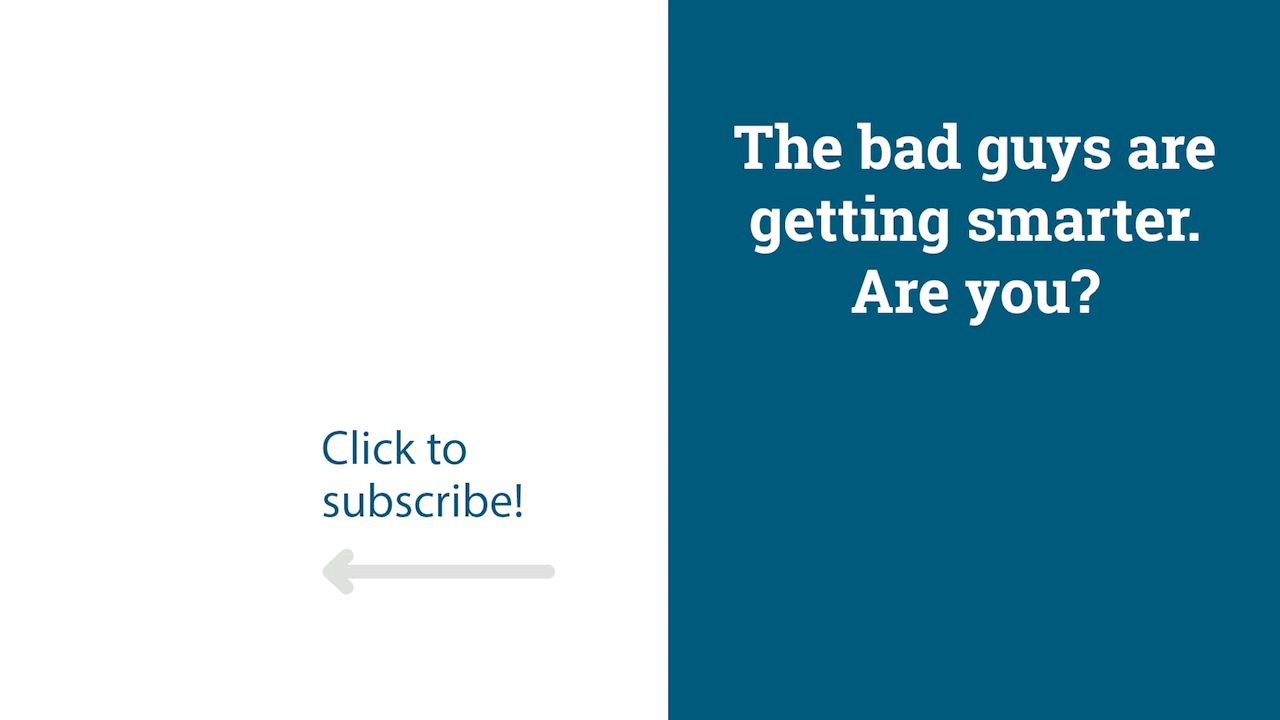 The bad guys are
getting smarter.
Are you?
Click to
subscribe!